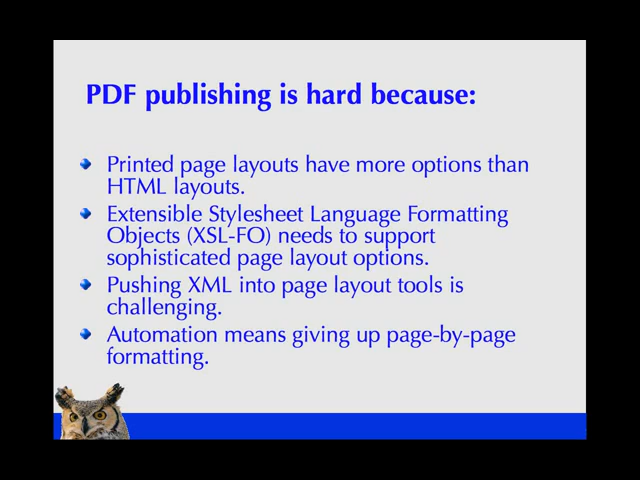 PDF publishing is hard because:
Printed page layouts have more options than
HTML layouts.
Extensible Stylesheet Language Formatting
Objects (XSL-FO) needs to support
sophisticated page layout options.
Pushing XML into page layout tools is
challenging.
Automation means giving up page-by-page
formatting.